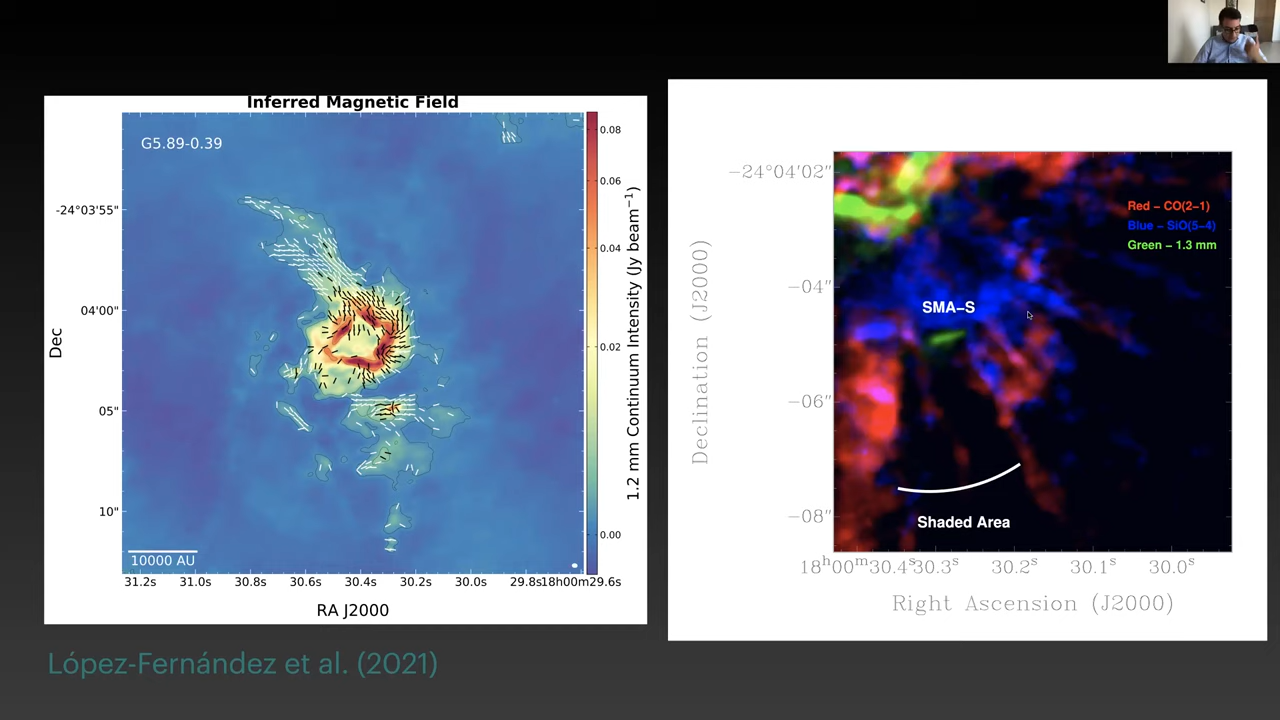 Inferred Magnetic Field
G5.89-0.39
-24°03'55"
04'00"
05"
10"
Dec
10000 AU
31.2s 31.0s 30.8s 30.6s 30.4s 30.2s 30.0s 29.8s18h00m29.6s
RA J2000
0.08
0.06
0.04
0.02
0.00
1.2 mm Continuum Intensity (Jy beam⁻¹)
−24°04'02"
−04"
−06"
−08"
Declination (J2000)
Red – CO(2–1)
Blue – SiO(5–4)
Green – 1.3 mm
SMA–S
Shaded Area
18ʰ00ᵐ30.4ˢ30.3ˢ 30.2ˢ 30.1ˢ 30.0ˢ
Right Ascension (J2000)
López-Fernández et al. (2021)